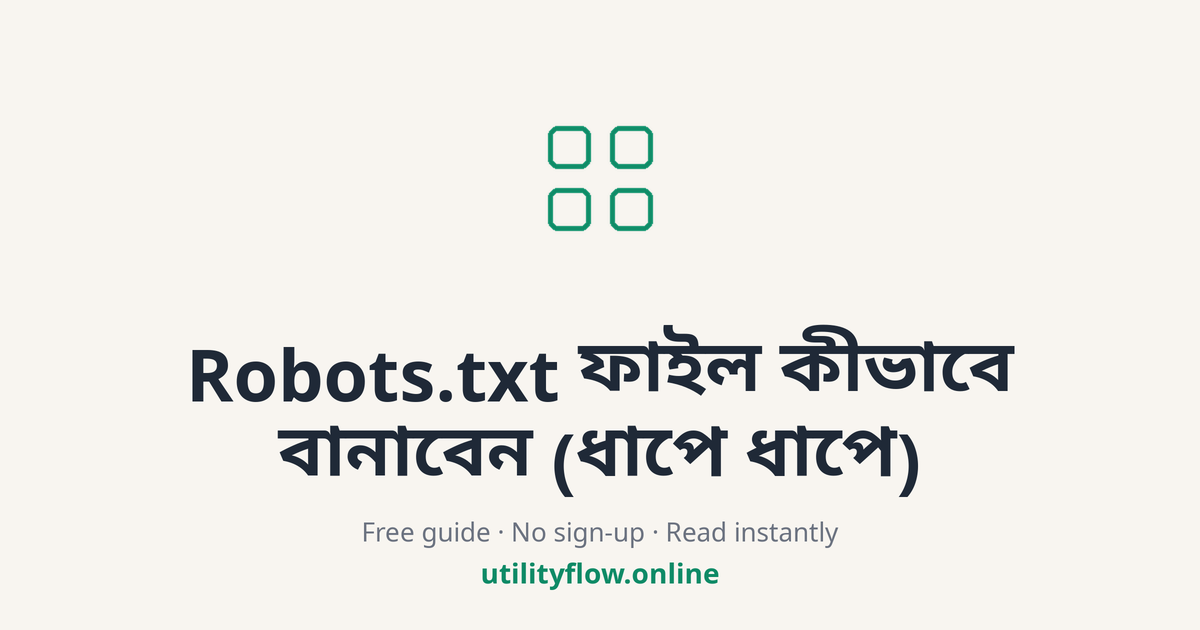 Robots.txt ফাইল কীভাবে
বানাবেন (ধাপে ধাপে)
Free guide · No sign-up · Read instantly
utilityflow.online